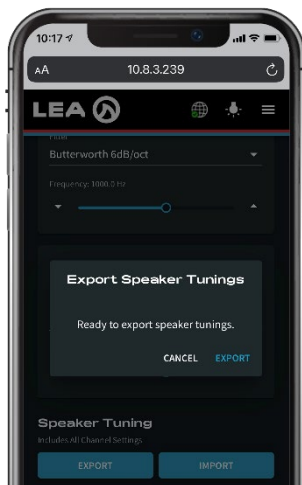 10:17
AA 10.8.3.239
LEA
Filter
Butterworth 6dB/oct
Frequency: 1000.0 Hz
Export Speaker Tunings
Ready to export speaker tunings.
CANCEL EXPORT
Speaker Tuning
Includes All Channel Settings
EXPORT IMPORT